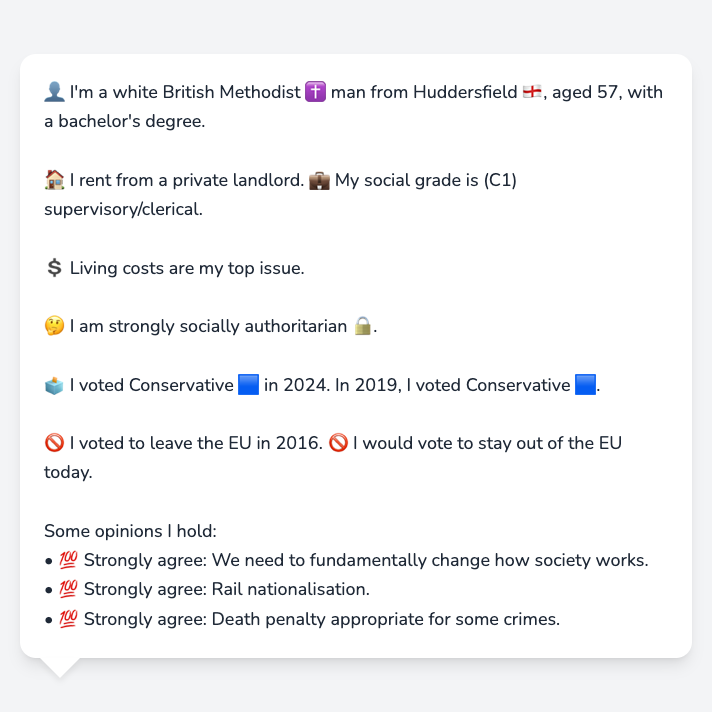 👤 I'm a white British Methodist ✝️ man from Huddersfield 🏴󠁧󠁢󠁥󠁮󠁧󠁿, aged 57, with
a bachelor's degree.
🏠 I rent from a private landlord. 💼 My social grade is (C1)
supervisory/clerical.
💲 Living costs are my top issue.
🤔 I am strongly socially authoritarian 🔒.
🗳️ I voted Conservative 🟦 in 2024. In 2019, I voted Conservative 🟦.
🚫 I voted to leave the EU in 2016. 🚫 I would vote to stay out of the EU
today.
Some opinions I hold:
• 💯 Strongly agree: We need to fundamentally change how society works.
• 💯 Strongly agree: Rail nationalisation.
• 💯 Strongly agree: Death penalty appropriate for some crimes.